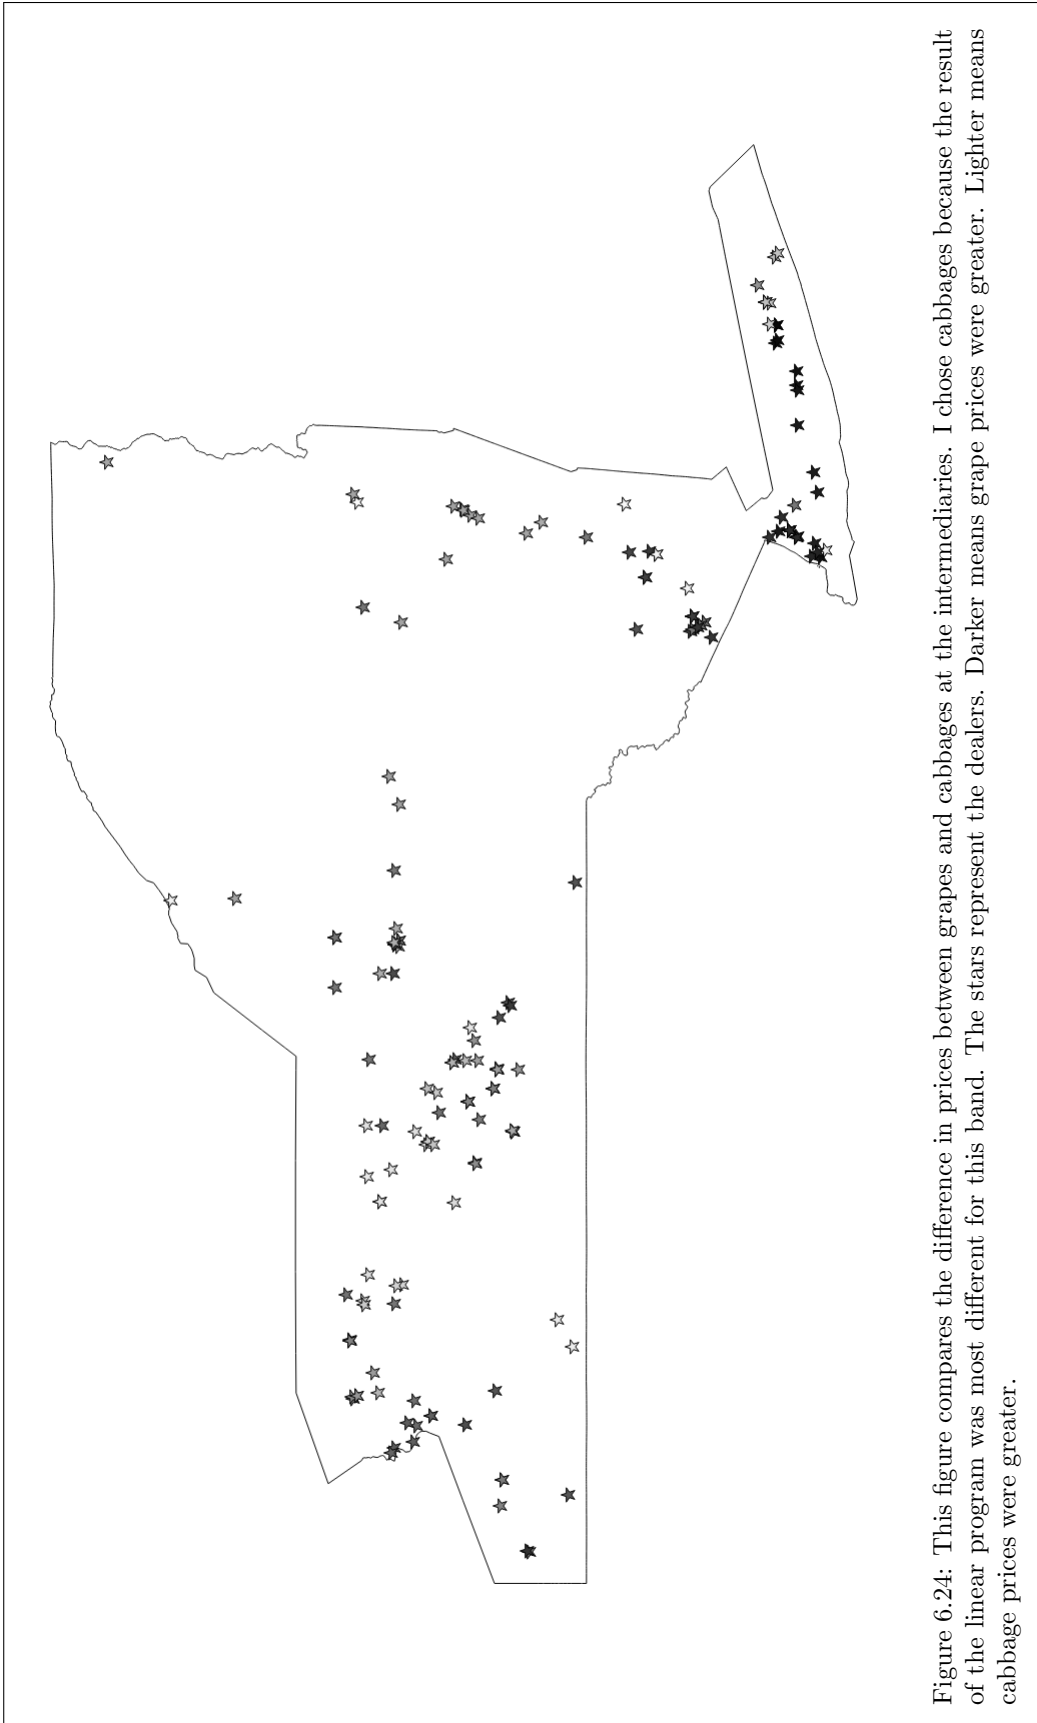 Figure 6.24: This figure compares the difference in prices between grapes and cabbages at the intermediaries. I chose cabbages because the result
of the linear program was most different for this band. The stars represent the dealers. Darker means grape prices were greater. Lighter means
cabbage prices were greater.